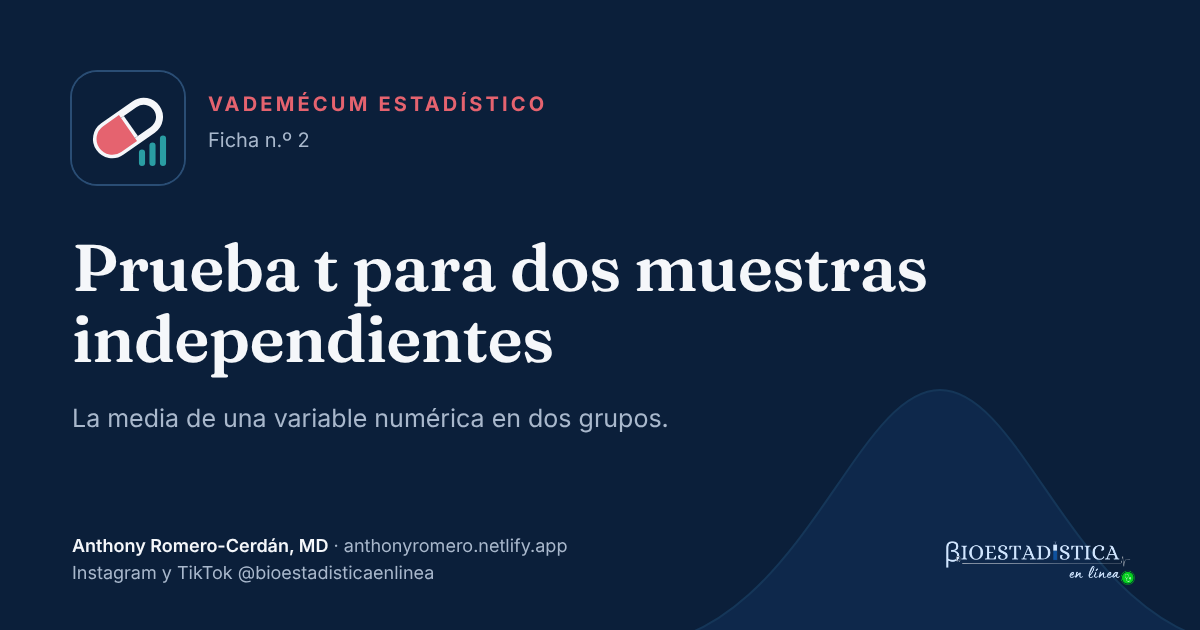 VADEMÉCUM ESTADÍSTICO
Ficha n.º 2
Prueba t para dos muestras
independientes
La media de una variable numérica en dos grupos.
Anthony Romero-Cerdán, MD · anthonyromero.netlify.app
Instagram y TikTok @bioestadisticaenlinea
βIOESTADÍSTICA
en línea